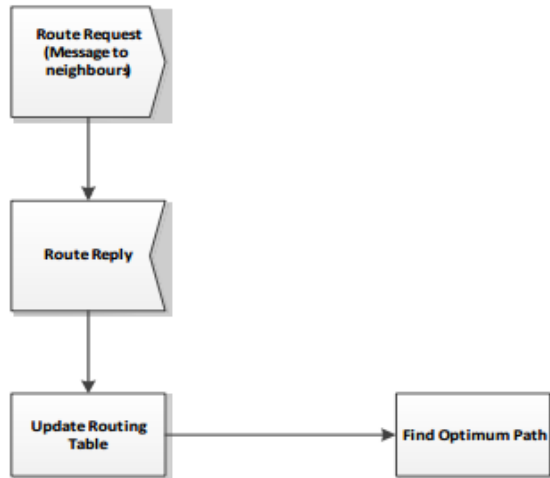 Route Request
(Message to
neighbours)
Route Reply
Update Routing
Table
Find Optimum Path